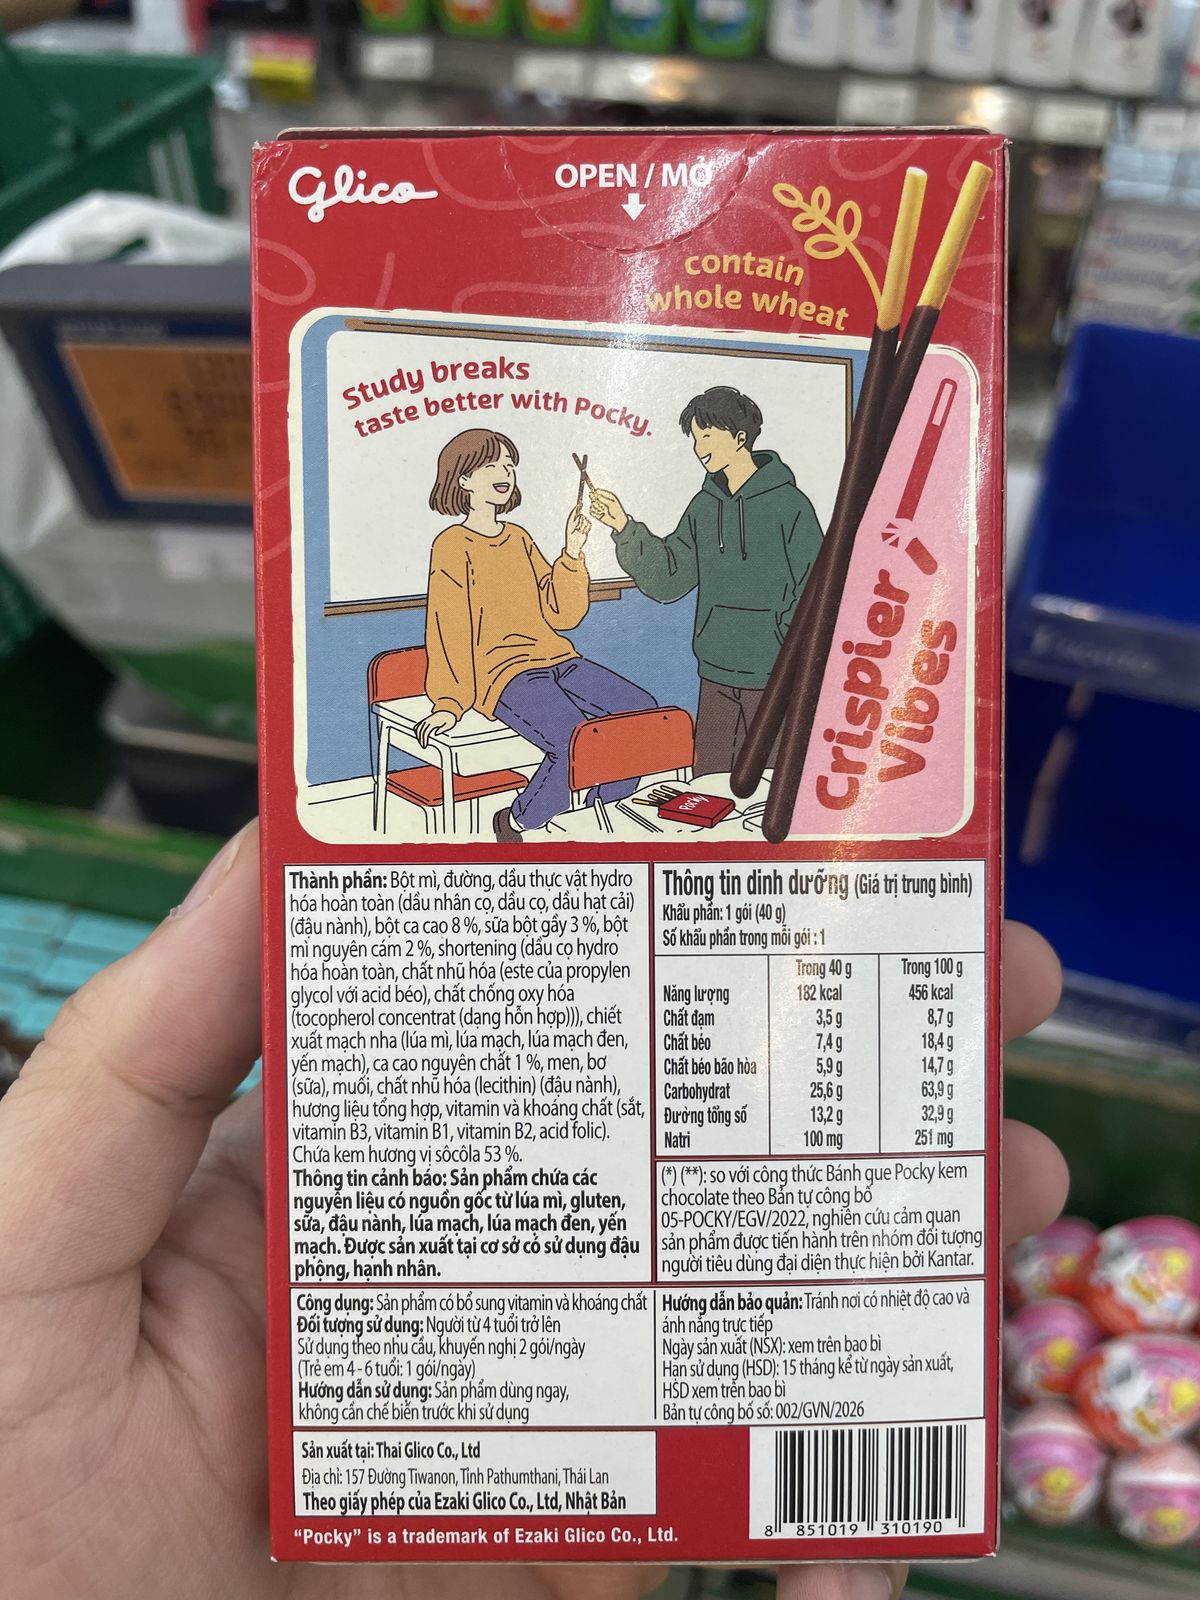 Glico
OPEN / MỞ
contain
whole wheat
Study breaks
taste better with Pocky.
Crispier
Vibes
Pocky
Thành phần: Bột mì, đường, dầu thực vật hydro
hóa hoàn toàn (dầu nhân cọ, dầu cọ, dầu hạt cải)
(đậu nành), bột ca cao 8 %, sữa bột gầy 3 %, bột
mì nguyên cám 2 %, shortening (dầu cọ hydro
hóa hoàn toàn, chất nhũ hóa (este của propylen
glycol với acid béo), chất chống oxy hóa
(tocopherol concentrat (dạng hỗn hợp))), chiết
xuất mạch nha (lúa mì, lúa mạch, lúa mạch đen,
yến mạch), ca cao nguyên chất 1 %, men, bơ
(sữa), muối, chất nhũ hóa (lecithin) (đậu nành),
hương liệu tổng hợp, vitamin và khoáng chất (sắt,
vitamin B3, vitamin B1, vitamin B2, acid folic).
Chứa kem hương vị sôcôla 53 %.
Thông tin cảnh báo: Sản phẩm chứa các
nguyên liệu có nguồn gốc từ lúa mì, gluten,
sữa, đậu nành, lúa mạch, lúa mạch đen, yến
mạch. Được sản xuất tại cơ sở có sử dụng đậu
phộng, hạnh nhân.
Thông tin dinh dưỡng (Giá trị trung bình)
Khẩu phần: 1 gói (40 g)
Số khẩu phần trong mỗi gói : 1
Trong 40 g Trong 100 g
Năng lượng 182 kcal 456 kcal
Chất đạm 3,5 g 8,7 g
Chất béo 7,4 g 18,4 g
Chất béo bão hòa 5,9 g 14,7 g
Carbohydrat 25,6 g 63,9 g
Đường tổng số 13,2 g 32,9 g
Natri 100 mg 251 mg
(*) (**): so với công thức Bánh que Pocky kem
chocolate theo Bản tự công bố
05-POCKY/EGV/2022, nghiên cứu cảm quan
sản phẩm được tiến hành trên nhóm đối tượng
người tiêu dùng đại diện thực hiện bởi Kantar.
Công dụng: Sản phẩm có bổ sung vitamin và khoáng chất
Đối tượng sử dụng: Người từ 4 tuổi trở lên
Sử dụng theo nhu cầu, khuyến nghị 2 gói/ngày
(Trẻ em 4 - 6 tuổi: 1 gói/ngày)
Hướng dẫn sử dụng: Sản phẩm dùng ngay,
không cần chế biến trước khi sử dụng
Hướng dẫn bảo quản: Tránh nơi có nhiệt độ cao và
ánh nắng trực tiếp
Ngày sản xuất (NSX): xem trên bao bì
Hạn sử dụng (HSD): 15 tháng kể từ ngày sản xuất,
HSD xem trên bao bì
Bản tự công bố số: 002/GVN/2026
Sản xuất tại: Thai Glico Co., Ltd
Địa chỉ: 157 Đường Tiwanon, Tỉnh Pathumthani, Thái Lan
Theo giấy phép của Ezaki Glico Co., Ltd, Nhật Bản
"Pocky" is a trademark of Ezaki Glico Co., Ltd.
8 851019 310190